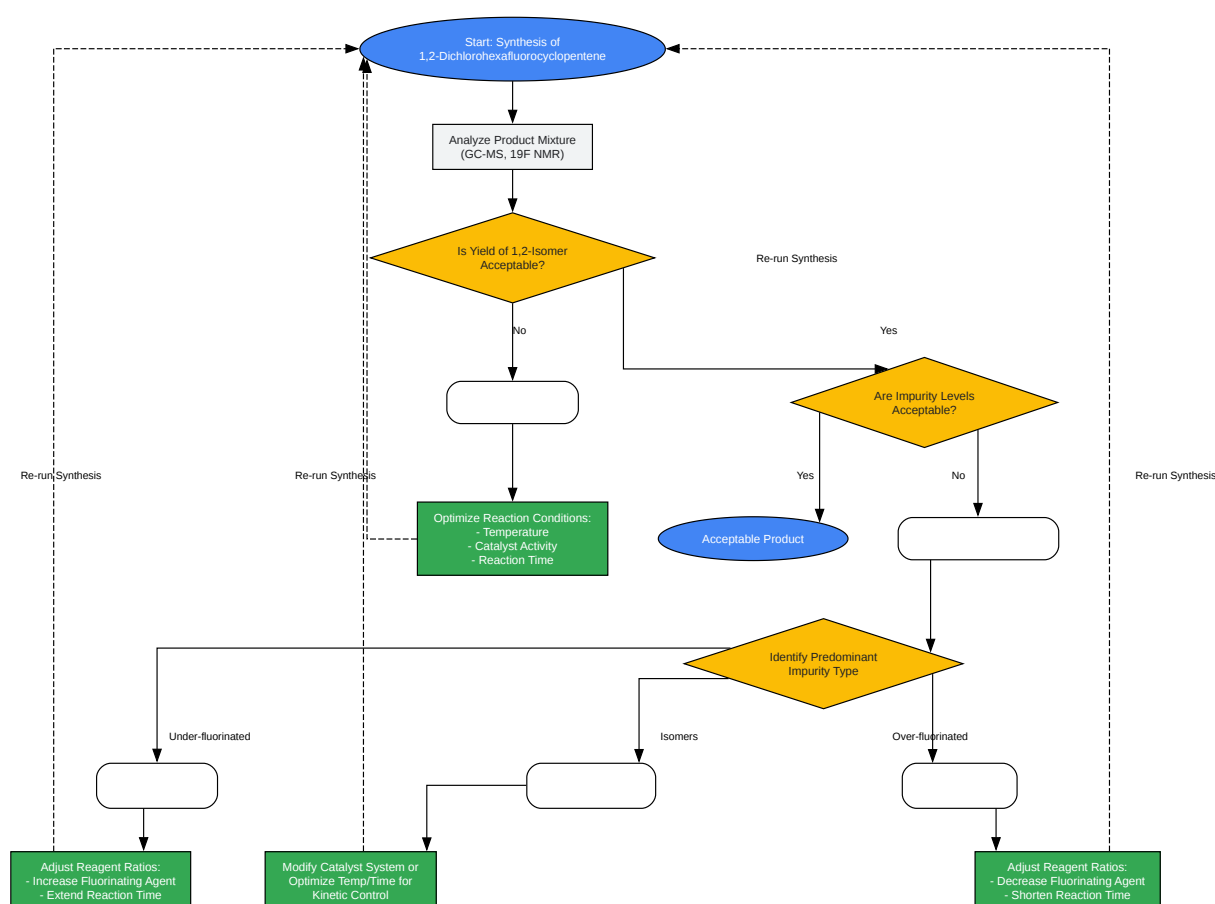 Start: Synthesis of
1,2-Dichlorohexafluorocyclopentene
Analyze Product Mixture
(GC-MS, 19F NMR)
Is Yield of 1,2-Isomer
Acceptable?
Re-run Synthesis
No
Yes
Are Impurity Levels
Acceptable?
Re-run Synthesis
Re-run Synthesis
Yes
No
Re-run Synthesis
Optimize Reaction Conditions:
- Temperature
- Catalyst Activity
- Reaction Time
Acceptable Product
Identify Predominant
Impurity Type
Under-fluorinated
Isomers
Over-fluorinated
Adjust Reagent Ratios:
- Increase Fluorinating Agent
- Extend Reaction Time
Modify Catalyst System or
Optimize Temp/Time for
Kinetic Control
Adjust Reagent Ratios:
- Decrease Fluorinating Agent
- Shorten Reaction Time